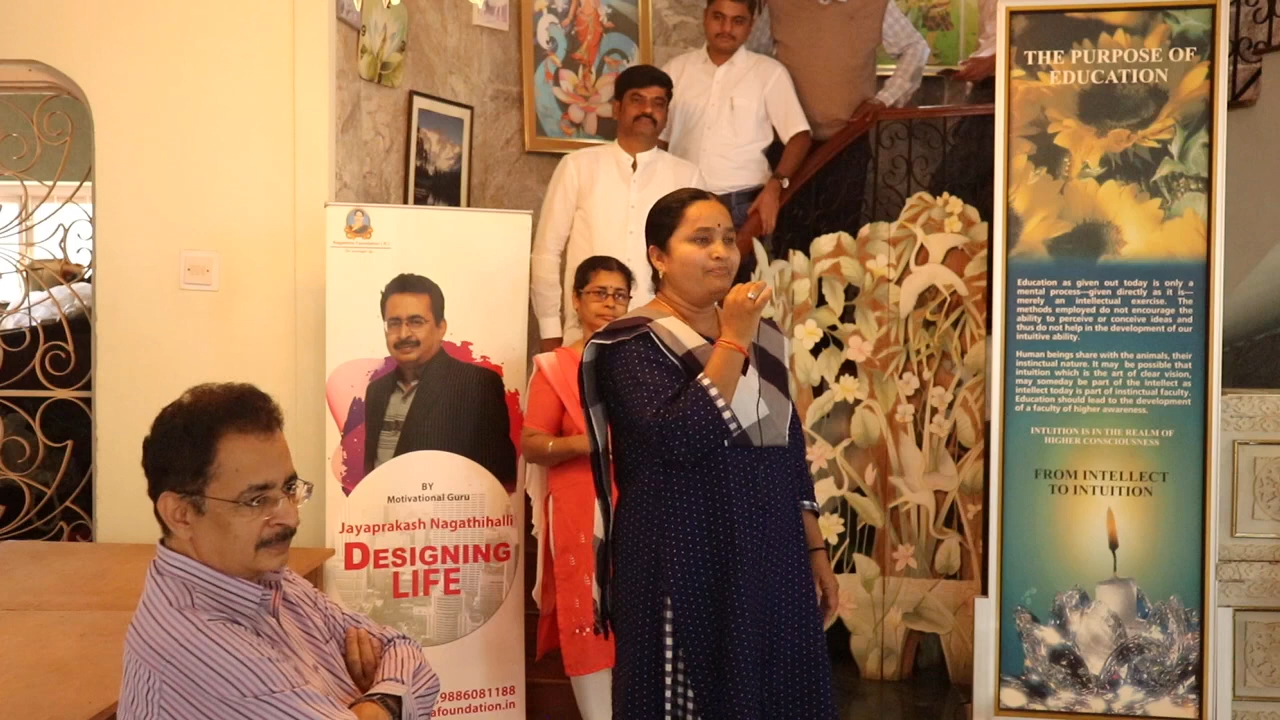 Nagathihalli Foundation (R.)
BY
Motivational Guru
Jayaprakash Nagathihalli
DESIGNING
LIFE
,9886081188
afoundation.in
THE PURPOSE OF
EDUCATION
Education as given out today is only a
mental process—given directly as it is—
merely an intellectual exercise. The
methods employed do not encourage the
ability to perceive or conceive ideas and
thus do not help in the development of our
intuitive ability.
Human beings share with the animals, their
instinctual nature. It may be possible that
intuition which is the art of clear vision,
may someday be part of the intellect as
intellect today is part of instinctual faculty.
Education should lead to the development
of a faculty of higher awareness.
INTUITION IS IN THE REALM OF
HIGHER CONSCIOUSNESS
FROM INTELLECT
TO INTUITION